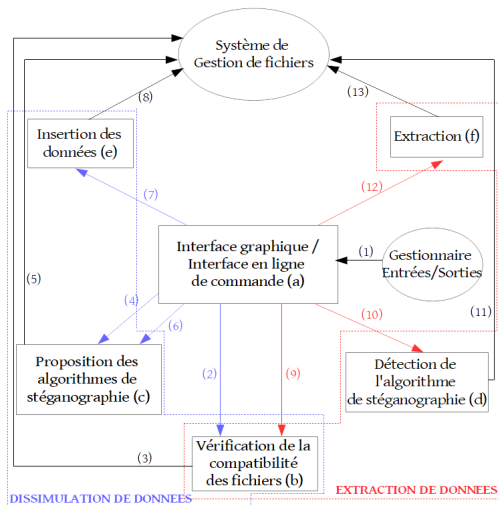 Système de
Gestion de fichiers
(8)
(13)
Insertion des
données (e)
Extraction (f)
(7)
(12)
Interface graphique /
Interface en ligne
de commande (a)
(1)
Gestionnaire
Entrées/Sorties
(5)
(4)
(6)
(10)
(11)
Proposition des
algorithmes de
stéganographie (c)
(2)
(9)
Détection de
l'algorithme
de stéganographie (d)
(3)
Vérification de la
compatibilité
des fichiers (b)
DISSIMULATION DE DONNEES
EXTRACTION DE DONNEES